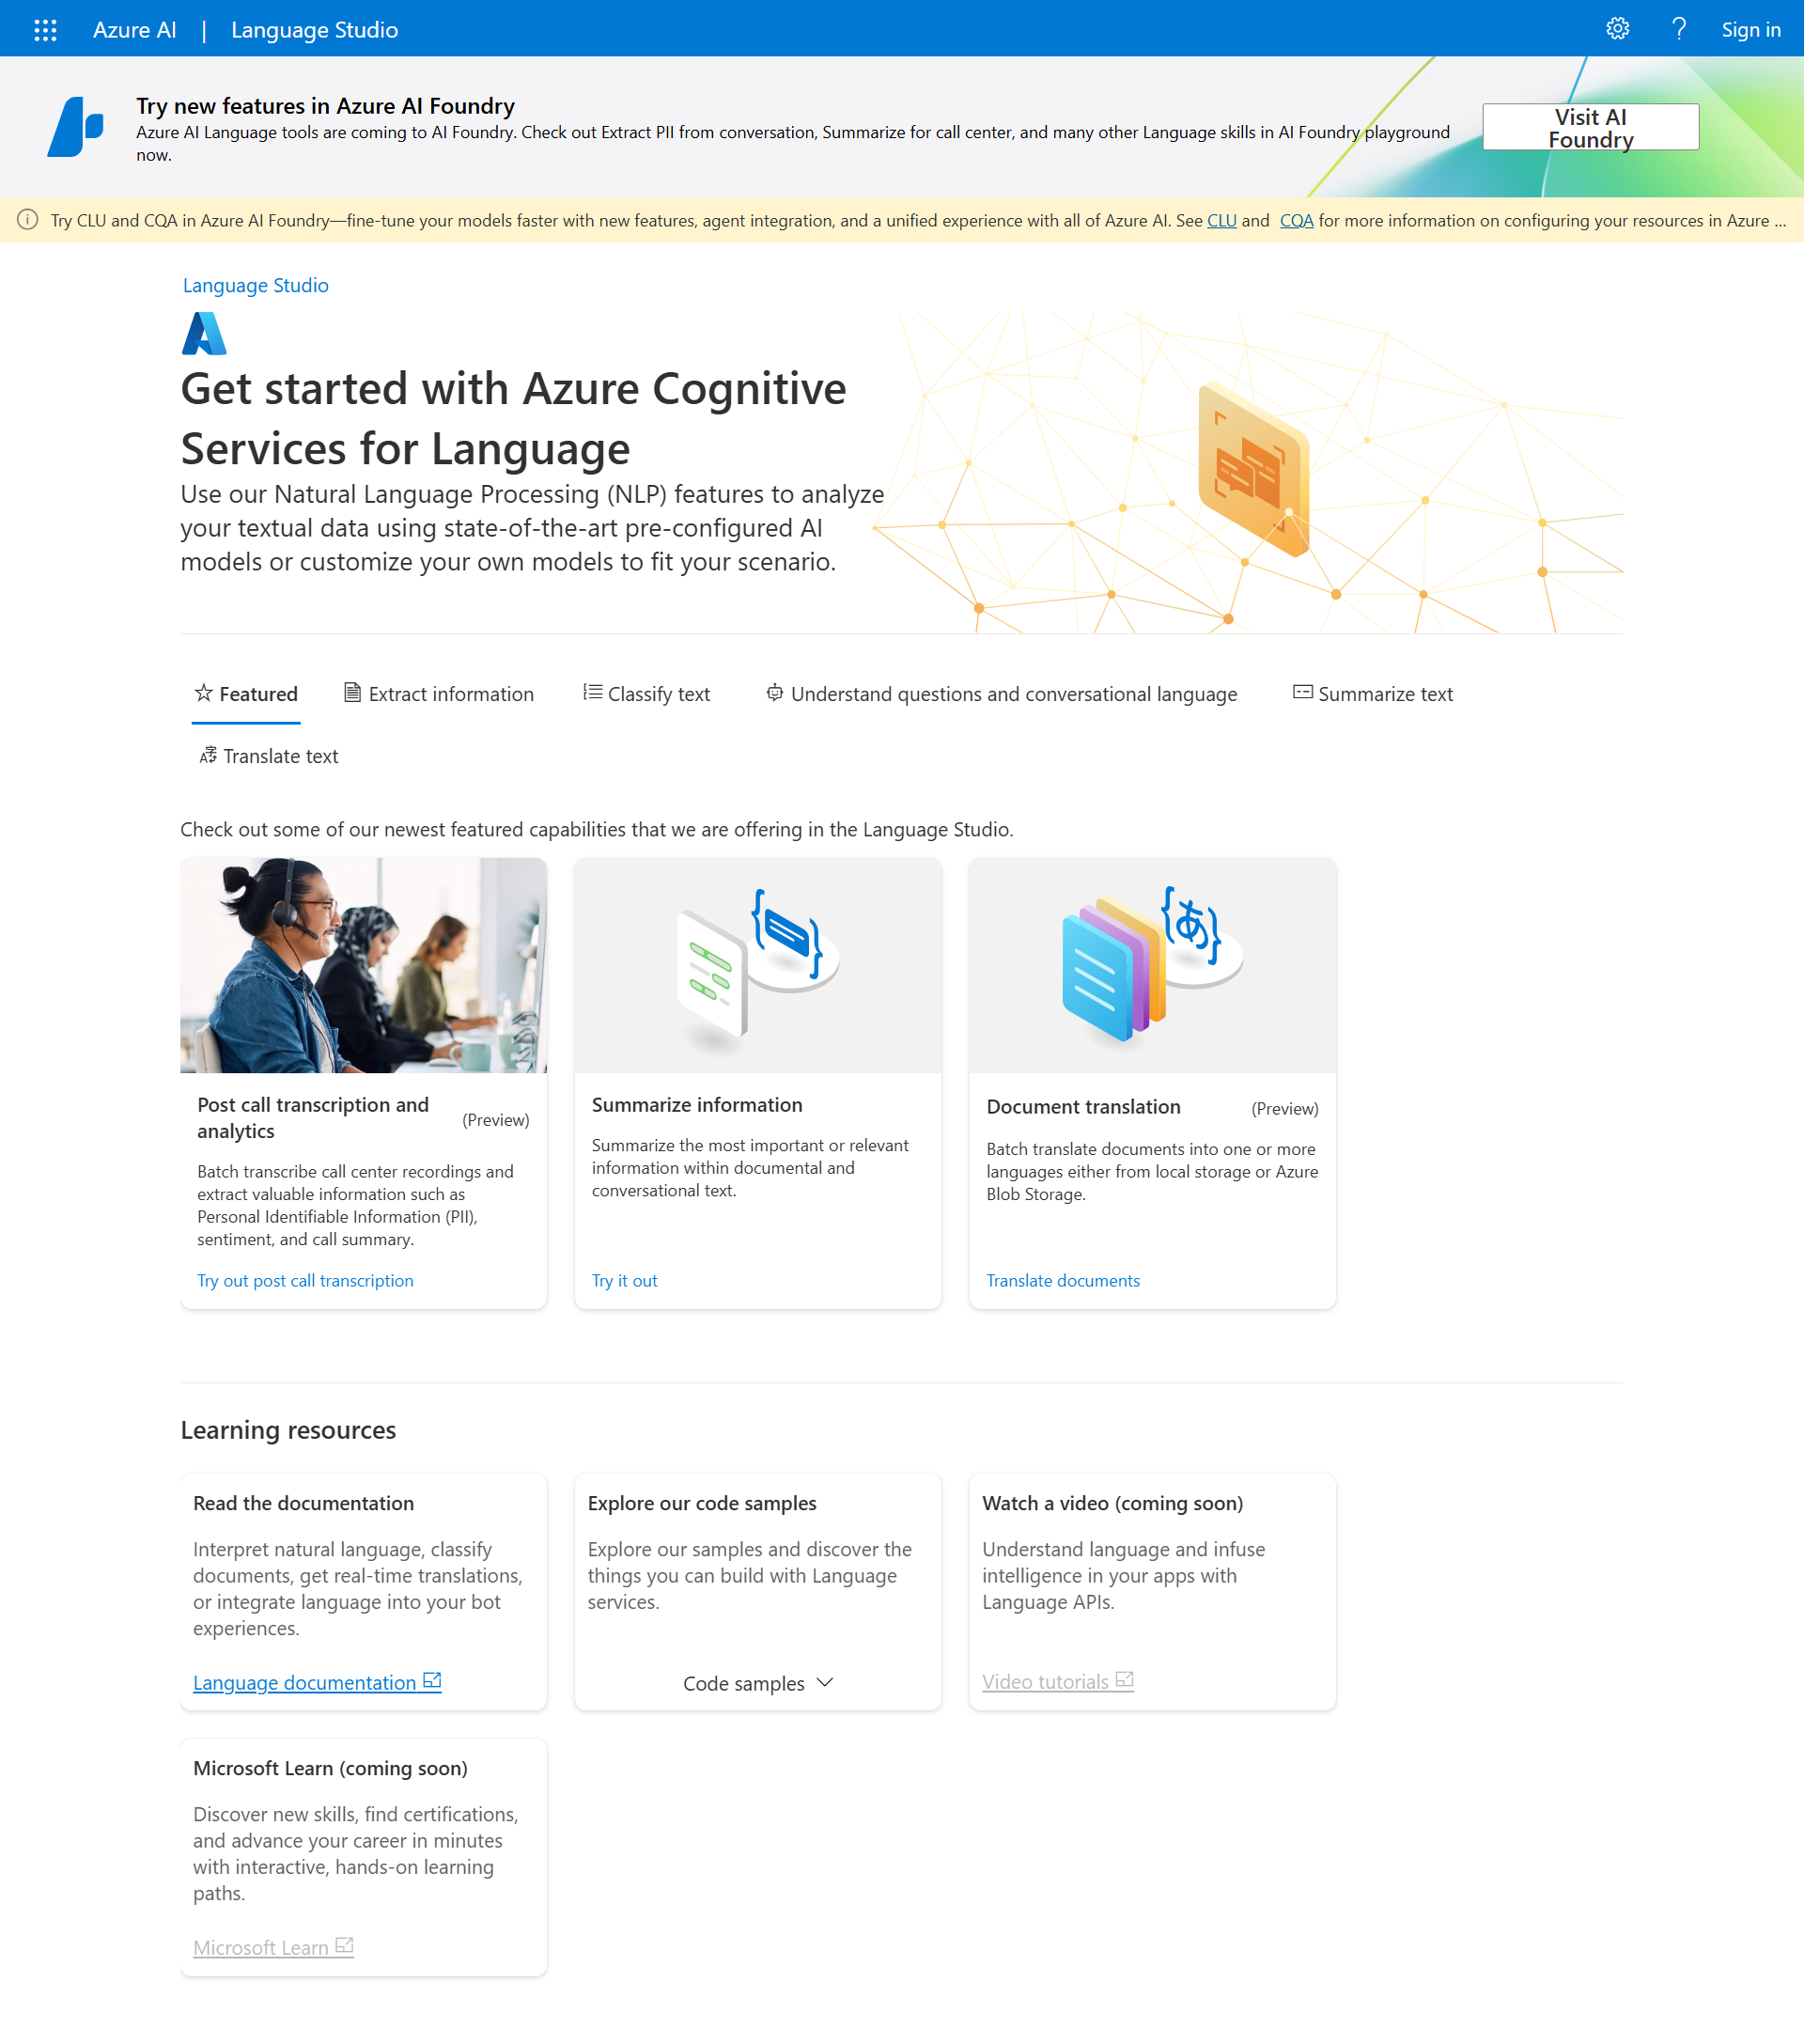 Azure AI | Language Studio
Sign in
Try new features in Azure AI Foundry
Azure AI Language tools are coming to AI Foundry. Check out Extract PII from conversation, Summarize for call center, and many other Language skills in AI Foundry playground
now.
Visit AI
Foundry
Try CLU and CQA in Azure AI Foundry—fine-tune your models faster with new features, agent integration, and a unified experience with all of Azure AI. See CLU and CQA for more information on configuring your resources in Azure ...
Language Studio
Get started with Azure Cognitive
Services for Language
Use our Natural Language Processing (NLP) features to analyze
your textual data using state-of-the-art pre-configured AI
models or customize your own models to fit your scenario.
Featured
Extract information
Classify text
Understand questions and conversational language
Summarize text
Translate text
Check out some of our newest featured capabilities that we are offering in the Language Studio.
Post call transcription and
analytics
(Preview)
Batch transcribe call center recordings and
extract valuable information such as
Personal Identifiable Information (PII),
sentiment, and call summary.
Try out post call transcription
Summarize information
Summarize the most important or relevant
information within documental and
conversational text.
Try it out
{あ}
Document translation
(Preview)
Batch translate documents into one or more
languages either from local storage or Azure
Blob Storage.
Translate documents
Learning resources
Read the documentation
Interpret natural language, classify
documents, get real-time translations,
or integrate language into your bot
experiences.
Language documentation
Explore our code samples
Explore our samples and discover the
things you can build with Language
services.
Code samples
Watch a video (coming soon)
Understand language and infuse
intelligence in your apps with
Language APIs.
Video tutorials
Microsoft Learn (coming soon)
Discover new skills, find certifications,
and advance your career in minutes
with interactive, hands-on learning
paths.
Microsoft Learn